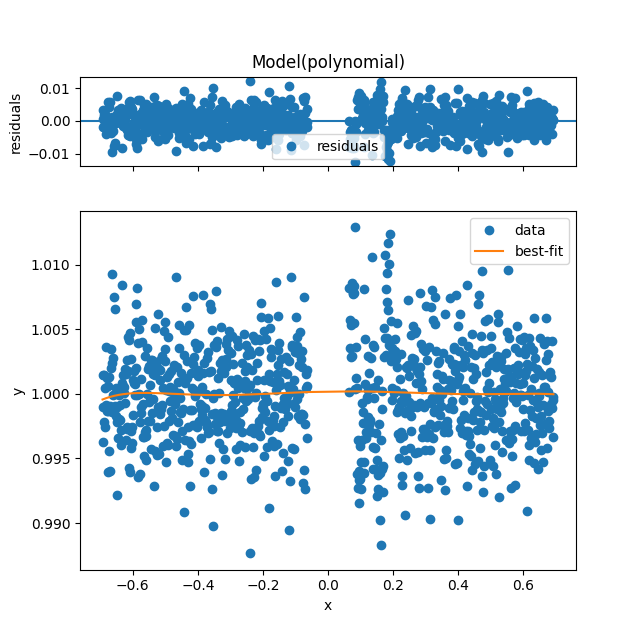 Model(polynomial)
0.01
0.00
−0.01
residuals
residuals
data
best-fit
1.010
1.005
1.000
0.995
0.990
y
−0.6 −0.4 −0.2 0.0 0.2 0.4 0.6
x